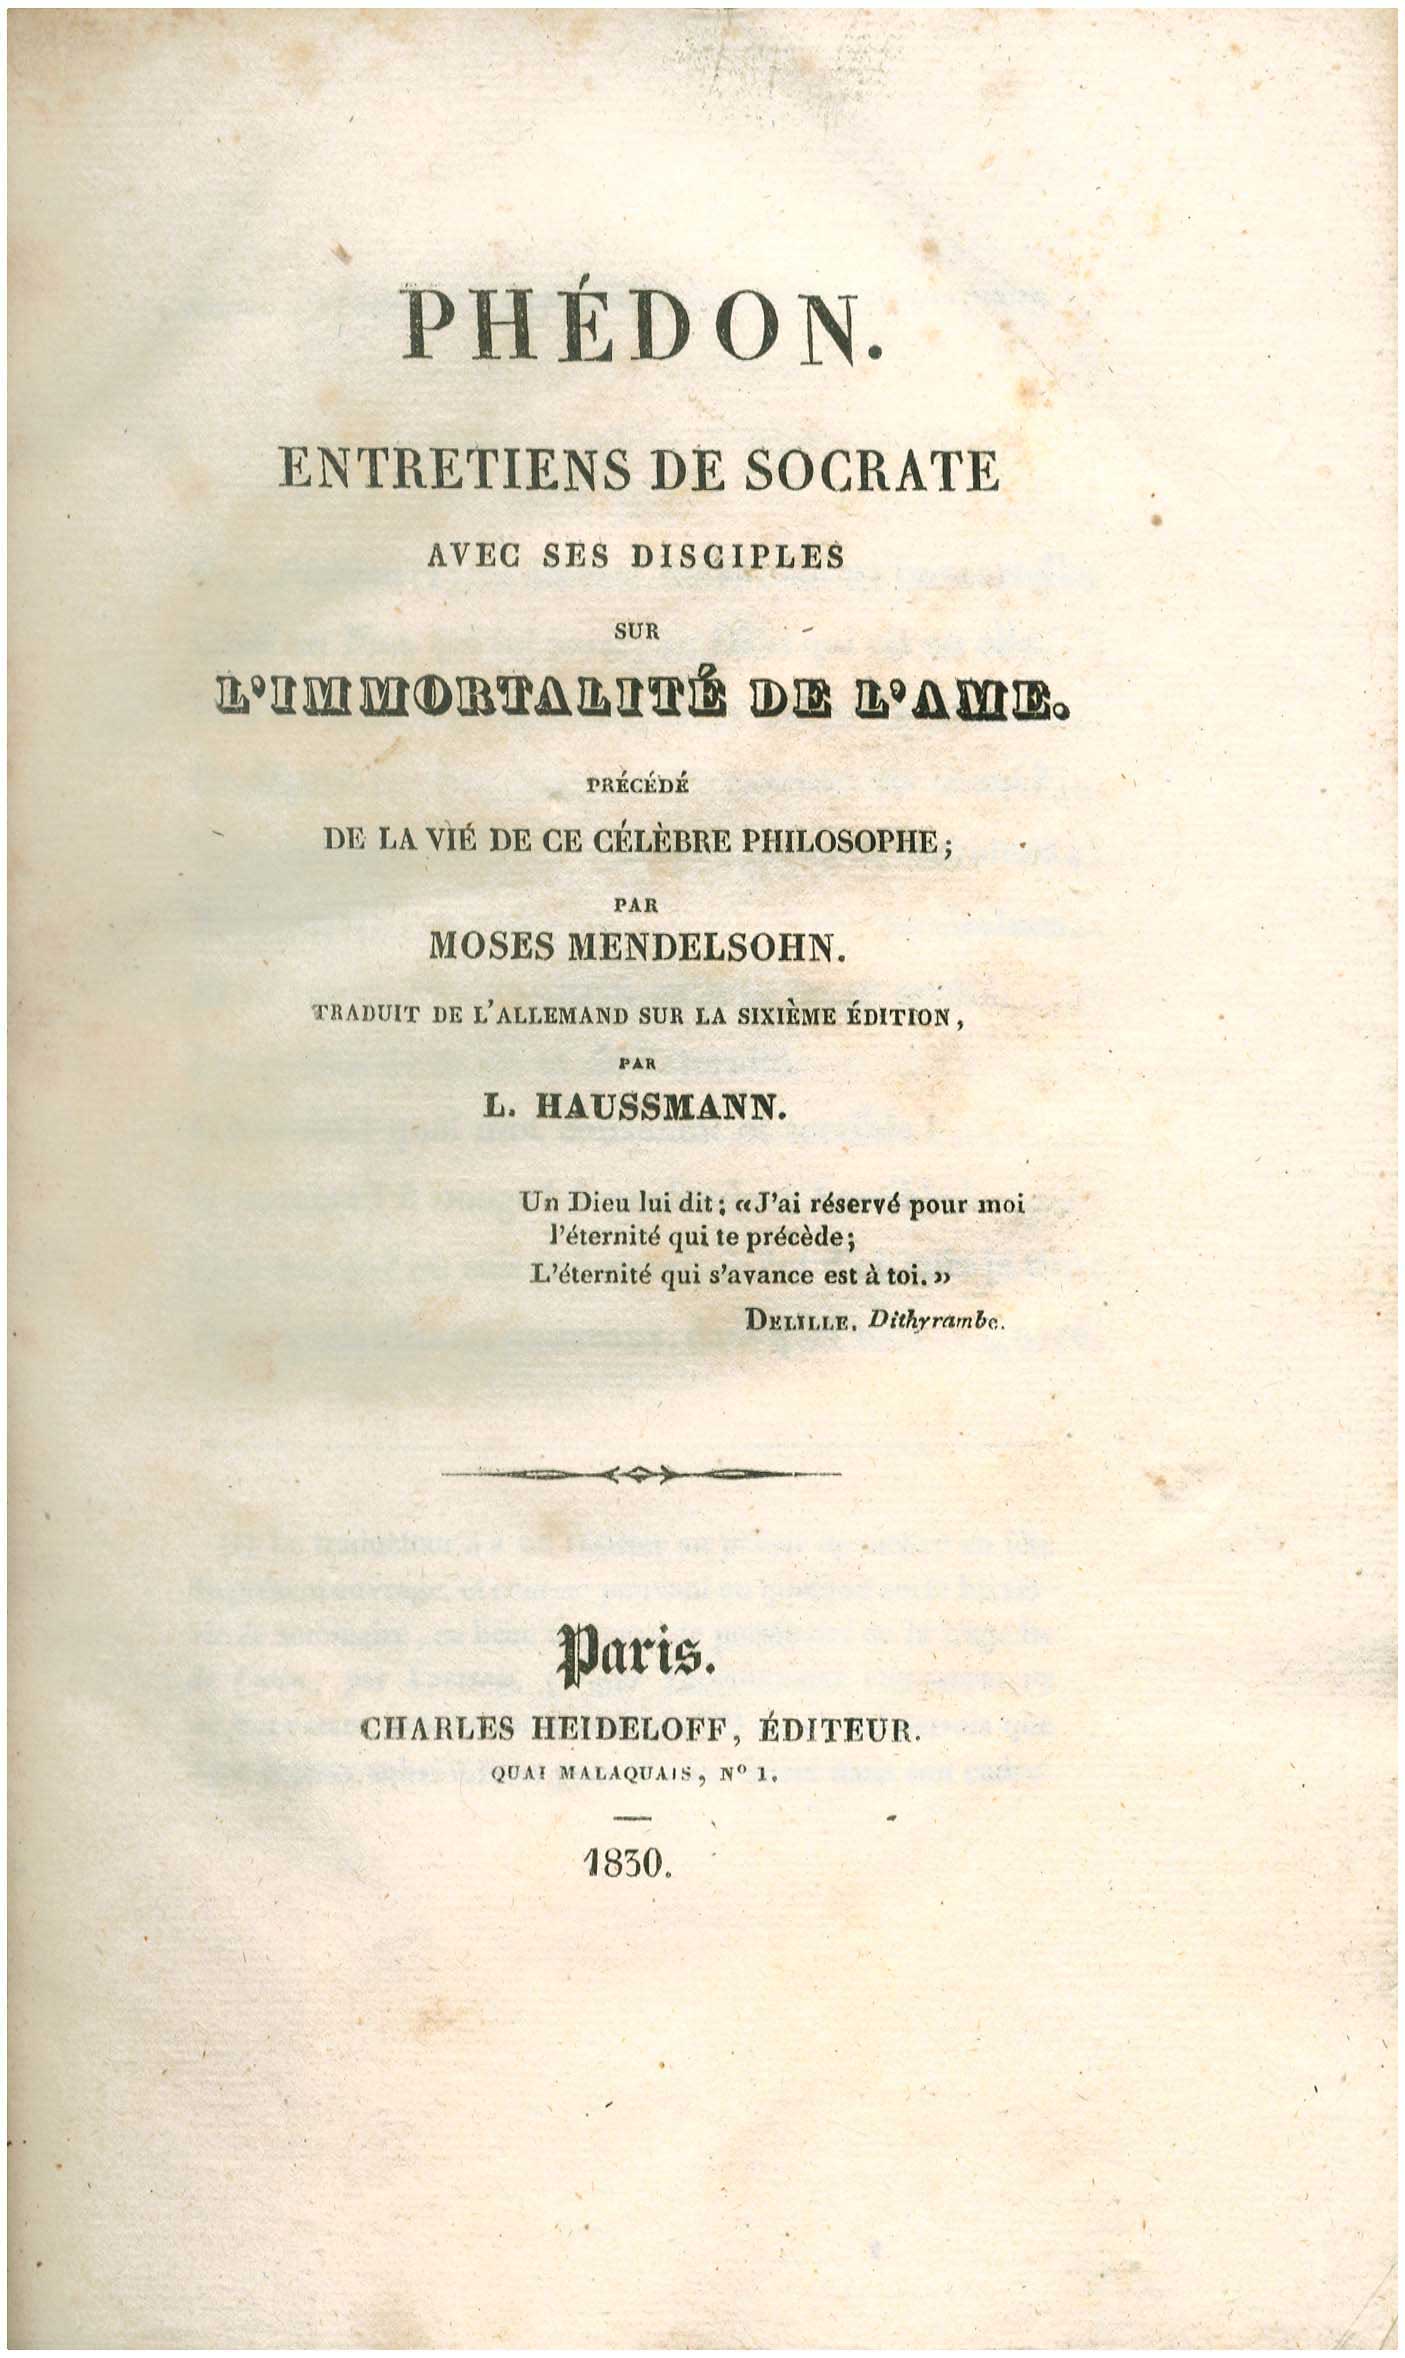 PHÉDON.
ENTRETIENS DE SOCRATE
AVEC SES DISCIPLES
SUR
L'IMMORTALITÉ DE L'AME.
PRÉCÉDÉ
DE LA VIÉ DE CE CÉLÈBRE PHILOSOPHE;
PAR
MOSES MENDELSOHN.
TRADUIT DE L'ALLEMAND SUR LA SIXIÈME ÉDITION,
PAR
L. HAUSSMANN.
Un Dieu lui dit; «J'ai réservé pour moi
l'éternité qui te précède;
L'éternité qui s'avance est à toi.»
DELILLE. Dithyrambe.
Paris.
CHARLES HEIDELOFF, ÉDITEUR.
QUAI MALAQUAIS, Nº 1.
1830.